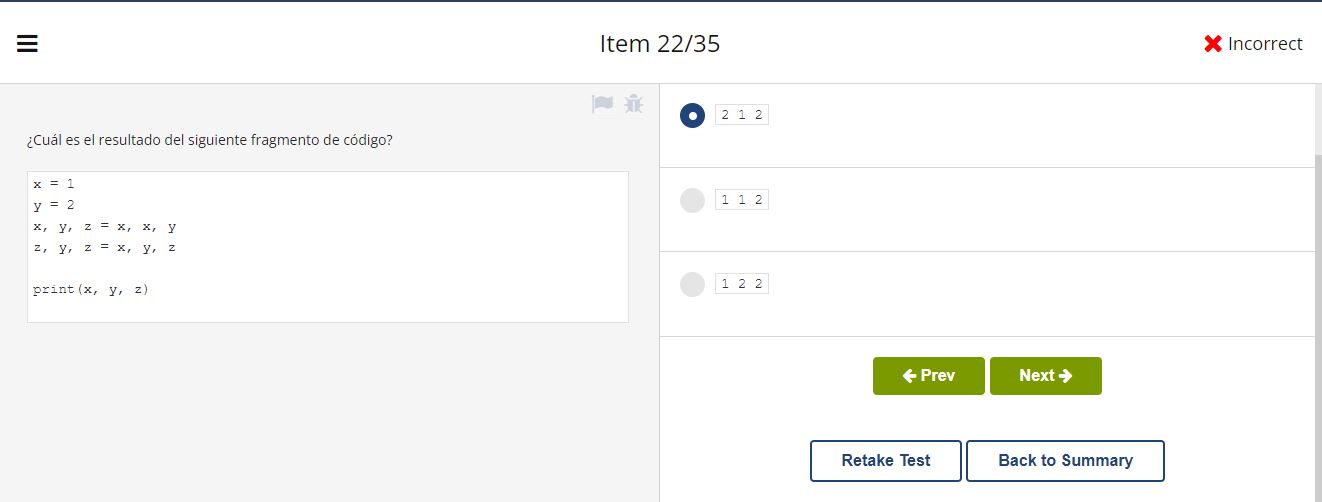 Item 22/35
Incorrect
¿Cuál es el resultado del siguiente fragmento de código?
x = 1
y = 2
x, y, z = x, x, y
z, y, z = x, y, z
print(x, y, z)
2 1 2
1 1 2
1 2 2
Prev
Next
Retake Test
Back to Summary